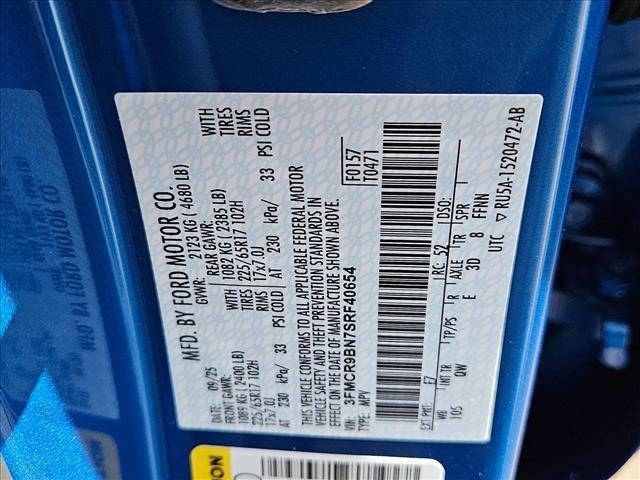 MFD. BY FORD MOTOR CO.
DATE: 09/25 GVWR: 2123 KG ( 4680 LB)
FRONT GAWR: REAR GAWR: WITH
1089 KG ( 2400 LB) 1082 KG ( 2385 LB) TIRES
225/65R17 102H 225/65R17 102H RIMS
17x7.0J 17x7.0J
AT 230 kPa/ 33 PSI COLD AT 230 kPa/ 33 PSI COLD
THIS VEHICLE CONFORMS TO ALL APPLICABLE FEDERAL MOTOR
VEHICLE SAFETY AND THEFT PREVENTION STANDARDS IN
EFFECT ON THE DATE OF MANUFACTURE SHOWN ABOVE.
VIN: 3FMCR9BN7SRF40654
TYPE: MPV
F0157
T0471
EXT PNT: E7 RC: 52 DSO:
WB INT TR TP/PS R AXLE TR SPR
105 QW E 3D 8 FFNN
UTC RU5A-1520472-AB